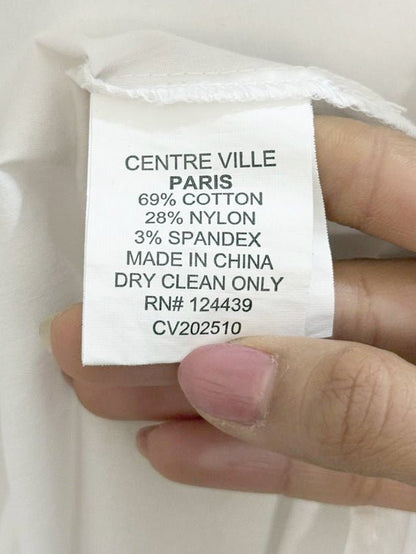 CENTRE VILLE
PARIS
69% COTTON
28% NYLON
3% SPANDEX
MADE IN CHINA
DRY CLEAN ONLY
RN# 124439
CV202510